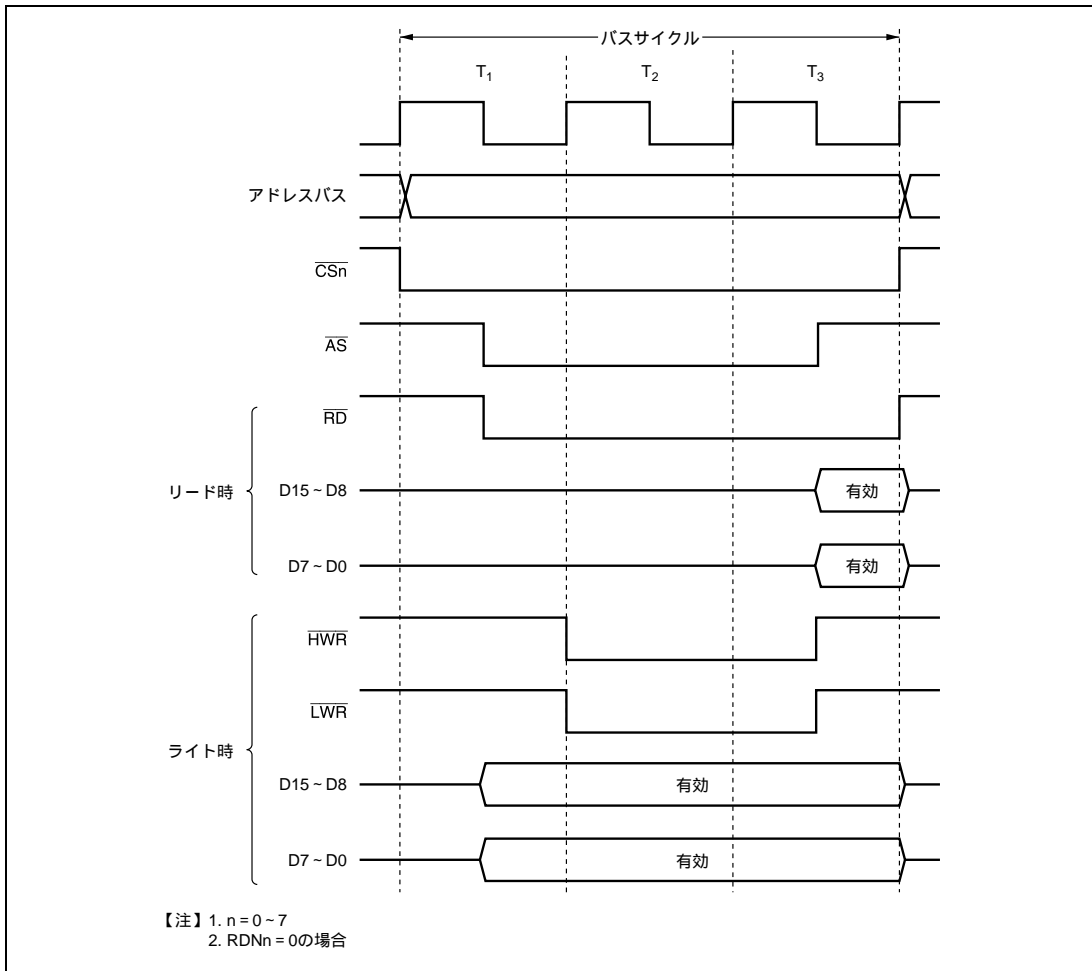 バスサイクル
T1 T2 T3
アドレスバス
CSn
AS
RD
リード時
D15~D8 有効
D7~D0 有効
HWR
LWR
ライト時
D15~D8 有効
D7~D0 有効
【注】1. n = 0~7
2. RDNn = 0の場合